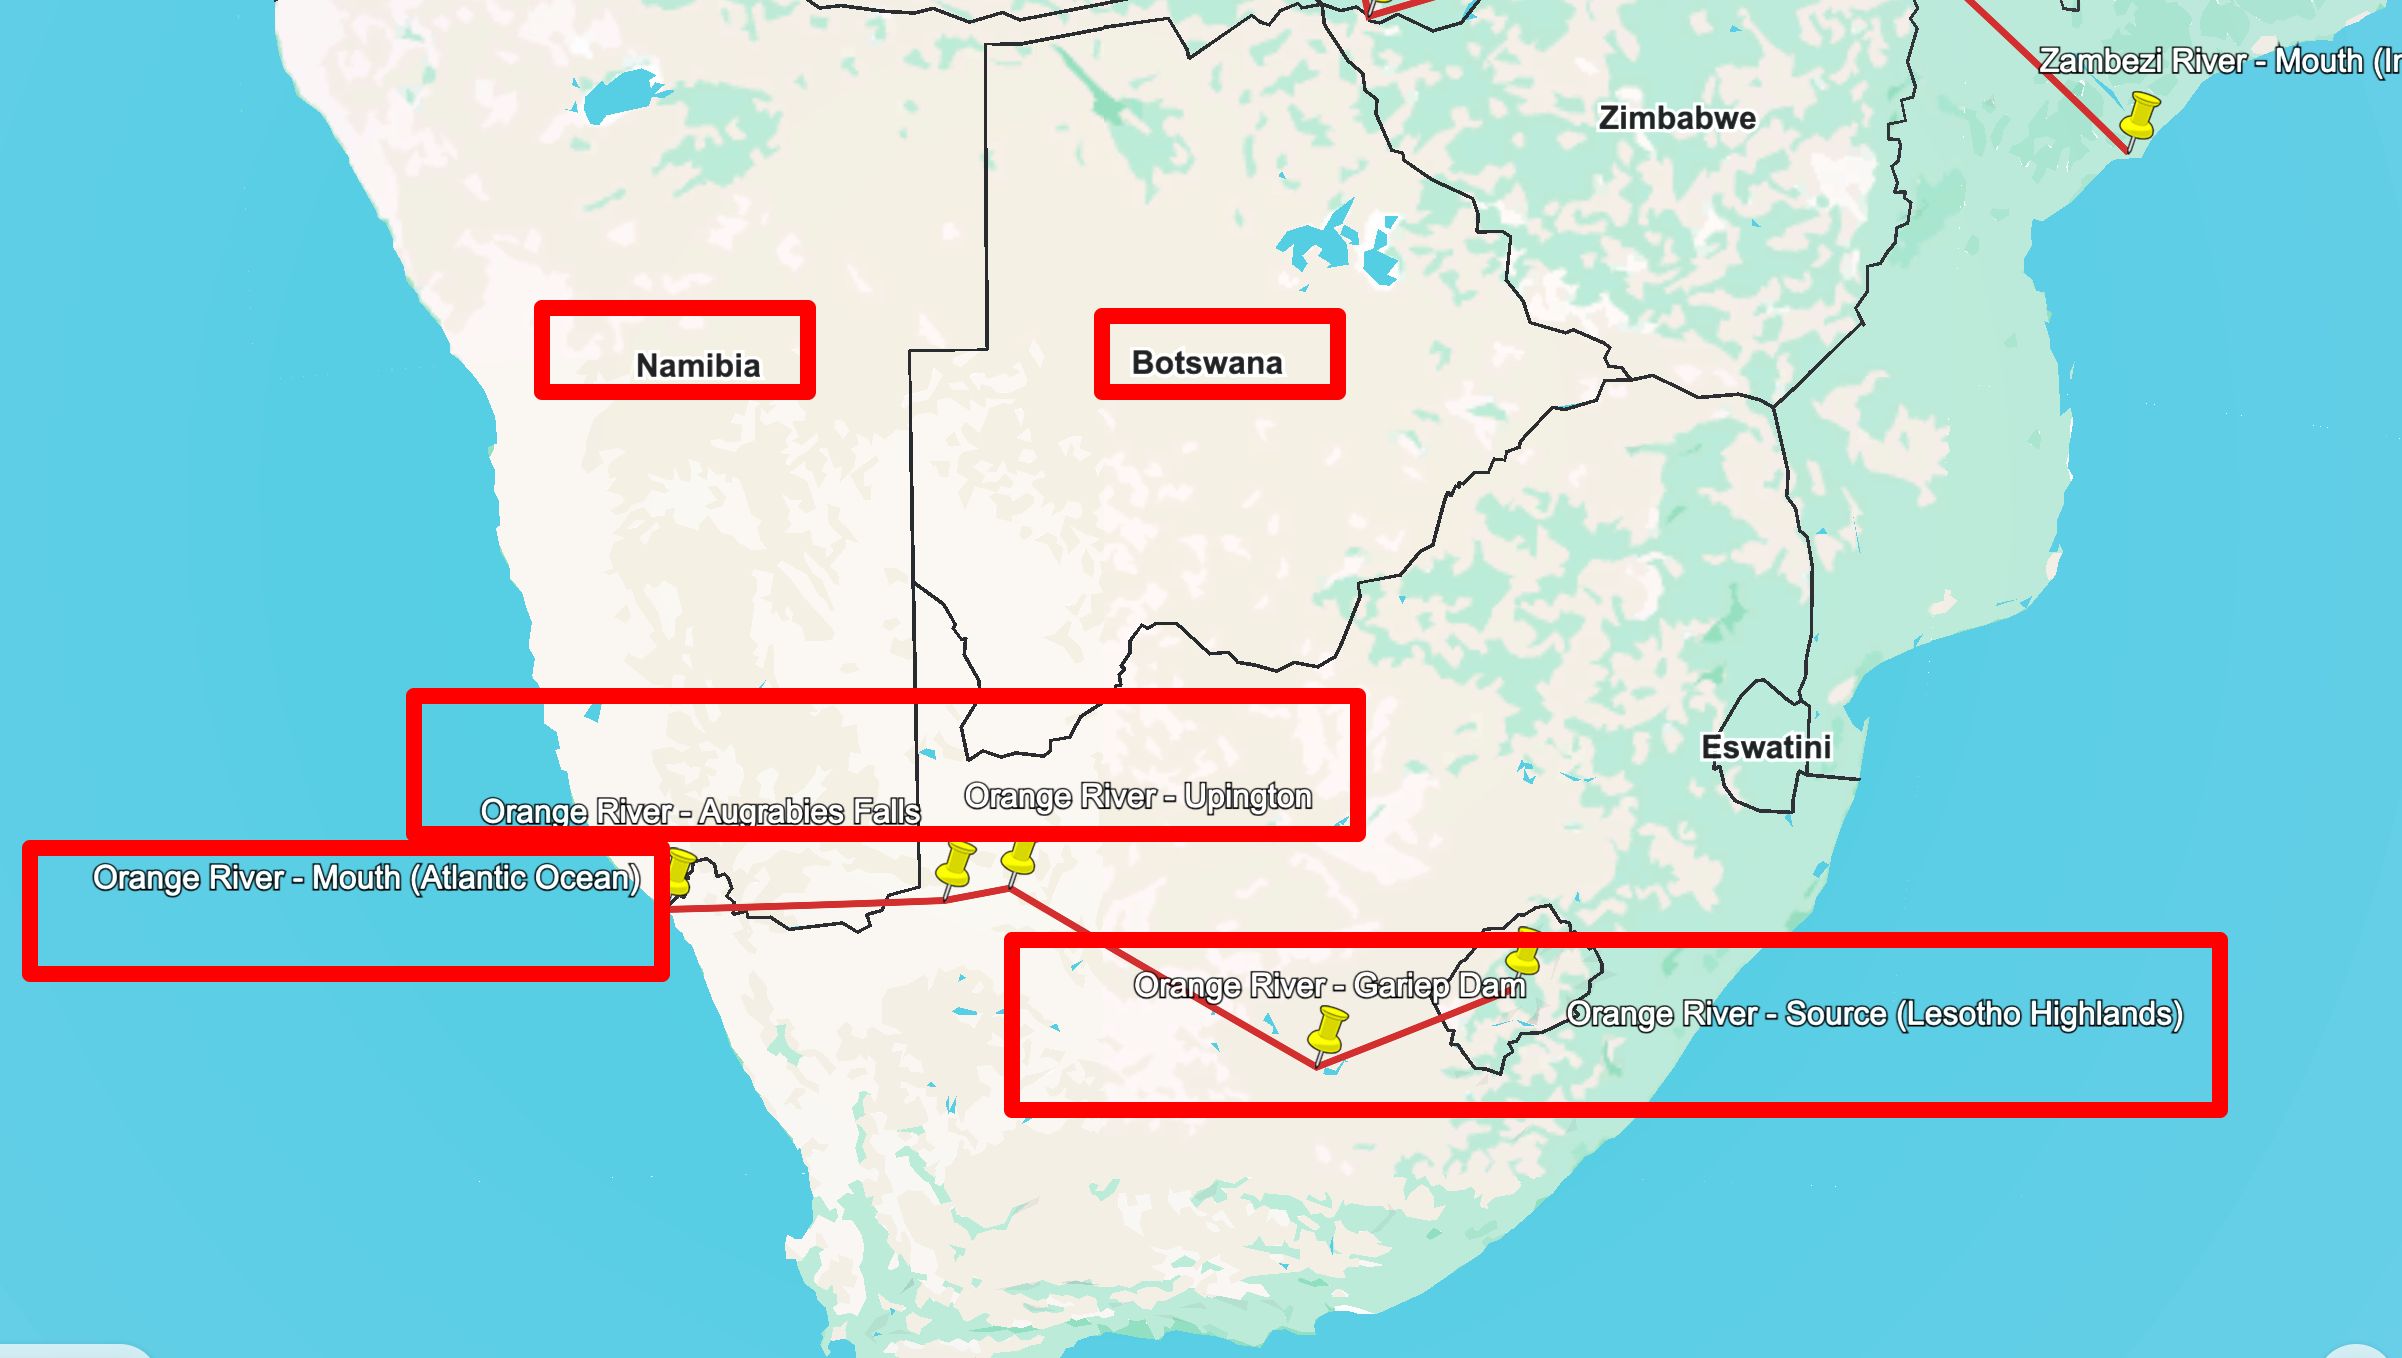 Zambezi River - Mouth (In
Zimbabwe
Namibia
Botswana
Eswatini
Orange River - Upington
Orange River - Augrabies Falls
Orange River - Mouth (Atlantic Ocean)
Orange River - Gariep Dam
Orange River - Source (Lesotho Highlands)